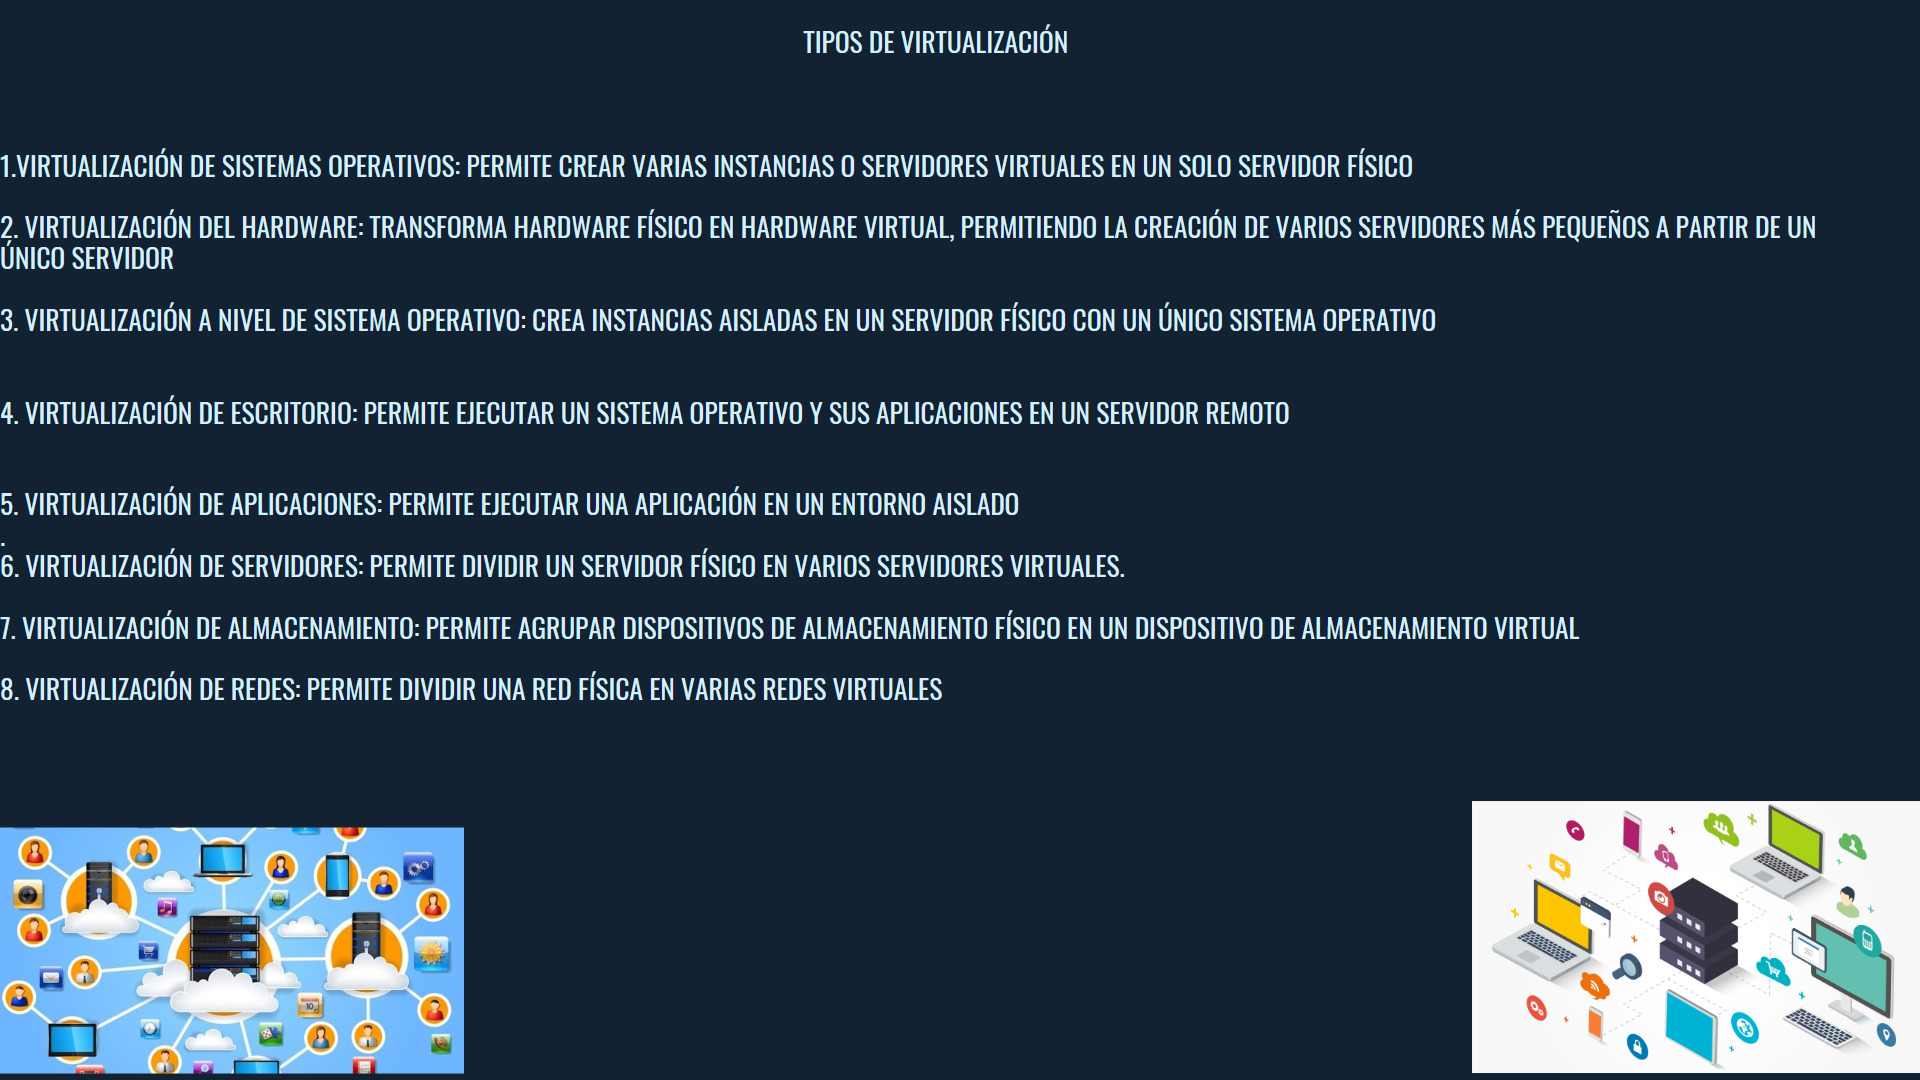 TIPOS DE VIRTUALIZACIÓN
1.VIRTUALIZACIÓN DE SISTEMAS OPERATIVOS: PERMITE CREAR VARIAS INSTANCIAS O SERVIDORES VIRTUALES EN UN SOLO SERVIDOR FÍSICO
2. VIRTUALIZACIÓN DEL HARDWARE: TRANSFORMA HARDWARE FÍSICO EN HARDWARE VIRTUAL, PERMITIENDO LA CREACIÓN DE VARIOS SERVIDORES MÁS PEQUEÑOS A PARTIR DE UN
ÚNICO SERVIDOR
3. VIRTUALIZACIÓN A NIVEL DE SISTEMA OPERATIVO: CREA INSTANCIAS AISLADAS EN UN SERVIDOR FÍSICO CON UN ÚNICO SISTEMA OPERATIVO
4. VIRTUALIZACIÓN DE ESCRITORIO: PERMITE EJECUTAR UN SISTEMA OPERATIVO Y SUS APLICACIONES EN UN SERVIDOR REMOTO
5. VIRTUALIZACIÓN DE APLICACIONES: PERMITE EJECUTAR UNA APLICACIÓN EN UN ENTORNO AISLADO
.
6. VIRTUALIZACIÓN DE SERVIDORES: PERMITE DIVIDIR UN SERVIDOR FÍSICO EN VARIOS SERVIDORES VIRTUALES.
7. VIRTUALIZACIÓN DE ALMACENAMIENTO: PERMITE AGRUPAR DISPOSITIVOS DE ALMACENAMIENTO FÍSICO EN UN DISPOSITIVO DE ALMACENAMIENTO VIRTUAL
8. VIRTUALIZACIÓN DE REDES: PERMITE DIVIDIR UNA RED FÍSICA EN VARIAS REDES VIRTUALES
10